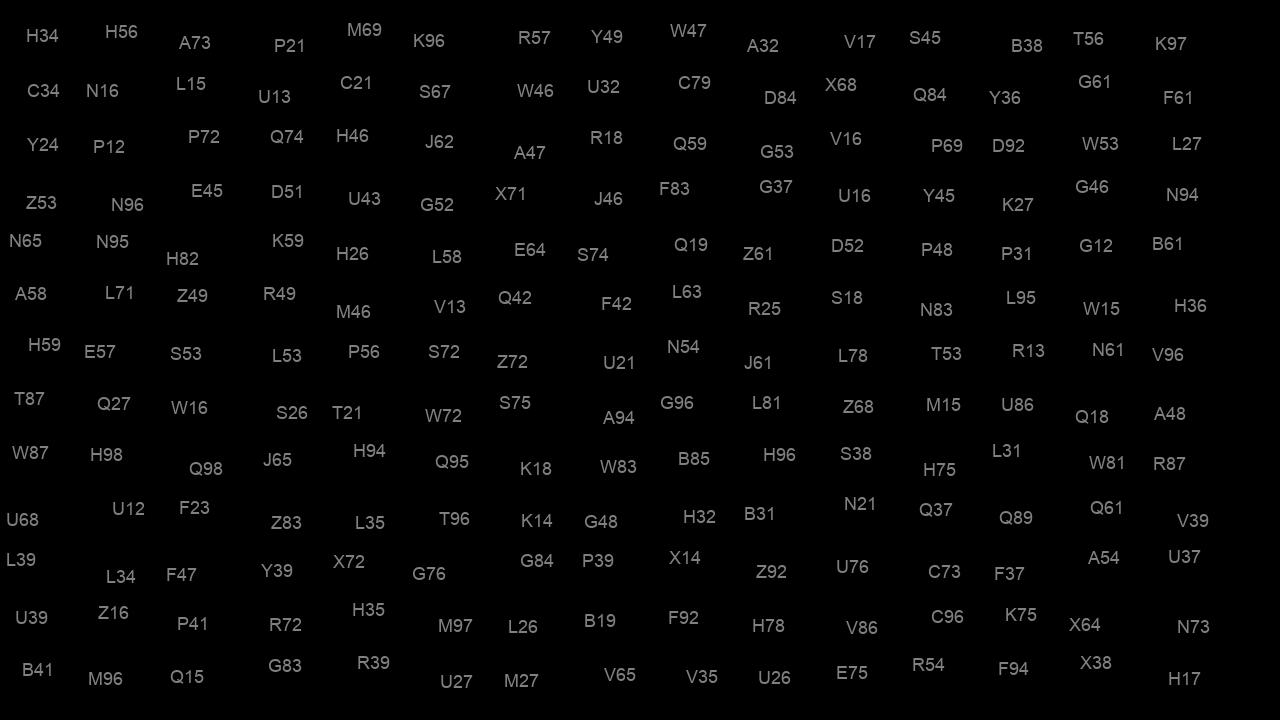 H34 H56 A73 P21 M69 K96 R57 Y49 W47 A32 V17 S45 B38 T56 K97
C34 N16 L15 U13 C21 S67 W46 U32 C79 D84 X68 Q84 Y36 G61 F61
Y24 P12 P72 Q74 H46 J62 A47 R18 Q59 G53 V16 P69 D92 W53 L27
Z53 N96 E45 D51 U43 G52 X71 J46 F83 G37 U16 Y45 K27 G46 N94
N65 N95 H82 K59 H26 L58 E64 S74 Q19 Z61 D52 P48 P31 G12 B61
A58 L71 Z49 R49 M46 V13 Q42 F42 L63 R25 S18 N83 L95 W15 H36
H59 E57 S53 L53 P56 S72 Z72 U21 N54 J61 L78 T53 R13 N61 V96
T87 Q27 W16 S26 T21 W72 S75 A94 G96 L81 Z68 M15 U86 Q18 A48
W87 H98 Q98 J65 H94 Q95 K18 W83 B85 H96 S38 H75 L31 W81 R87
U68 U12 F23 Z83 L35 T96 K14 G48 H32 B31 N21 Q37 Q89 Q61 V39
L39 L34 F47 Y39 X72 G76 G84 P39 X14 Z92 U76 C73 F37 A54 U37
U39 Z16 P41 R72 H35 M97 L26 B19 F92 H78 V86 C96 K75 X64 N73
B41 M96 Q15 G83 R39 U27 M27 V65 V35 U26 E75 R54 F94 X38 H17